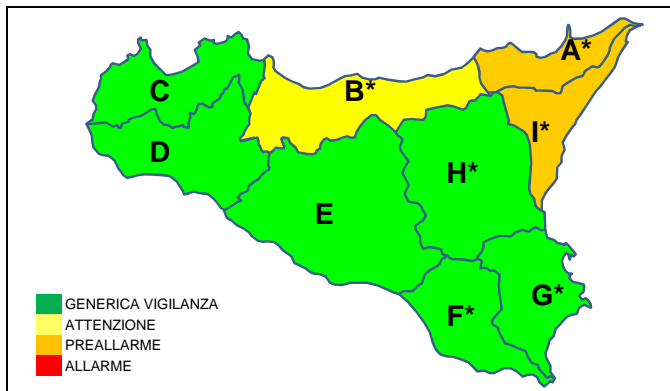 A*
C
B*
I*
D
H*
E
G*
F*
GENERICA VIGILANZA
ATTENZIONE
PREALLARME
ALLARME